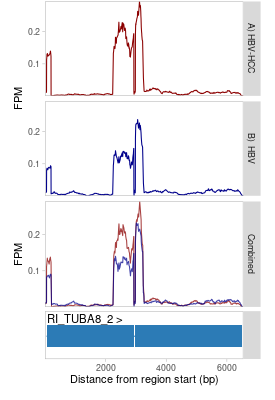 0.2
0.1
A) HBV-HCC
FPM
0.2
0.1
B) HBV
0.2
0.1
FPM
Combined
RI_TUBA8_2 >
2000
4000
6000
Distance from region start (bp)